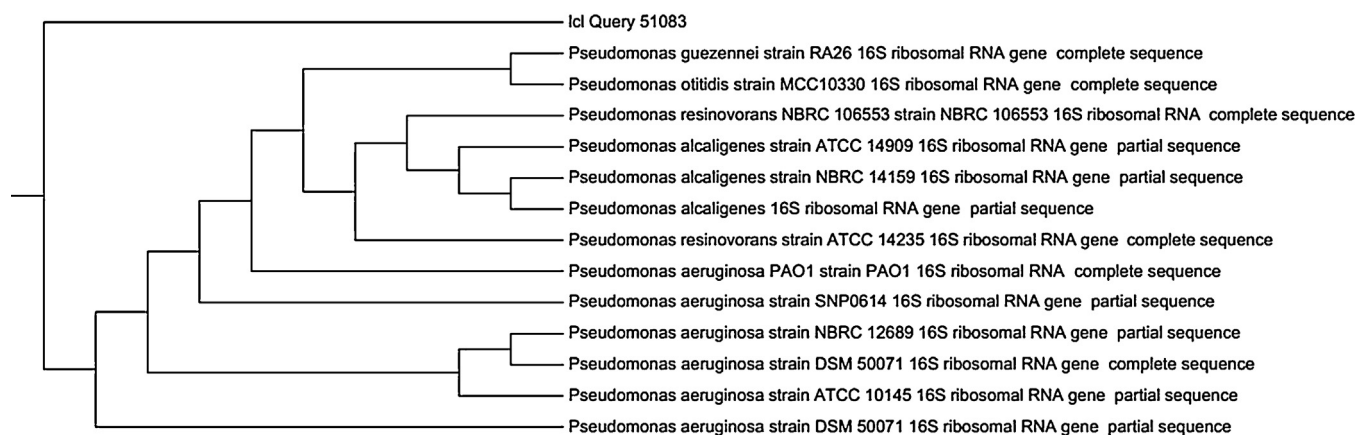 lcl Query 51083
Pseudomonas guezennei strain RA26 16S ribosomal RNA gene complete sequence
Pseudomonas otitidis strain MCC10330 16S ribosomal RNA gene complete sequence
Pseudomonas resinovorans NBRC 106553 strain NBRC 106553 16S ribosomal RNA complete sequence
Pseudomonas alcaligenes strain ATCC 14909 16S ribosomal RNA gene partial sequence
Pseudomonas alcaligenes strain NBRC 14159 16S ribosomal RNA gene partial sequence
Pseudomonas alcaligenes 16S ribosomal RNA gene partial sequence
Pseudomonas resinovorans strain ATCC 14235 16S ribosomal RNA gene complete sequence
Pseudomonas aeruginosa PAO1 strain PAO1 16S ribosomal RNA complete sequence
Pseudomonas aeruginosa strain SNP0614 16S ribosomal RNA gene partial sequence
Pseudomonas aeruginosa strain NBRC 12689 16S ribosomal RNA gene partial sequence
Pseudomonas aeruginosa strain DSM 50071 16S ribosomal RNA gene complete sequence
Pseudomonas aeruginosa strain ATCC 10145 16S ribosomal RNA gene partial sequence
Pseudomonas aeruginosa strain DSM 50071 16S ribosomal RNA gene partial sequence